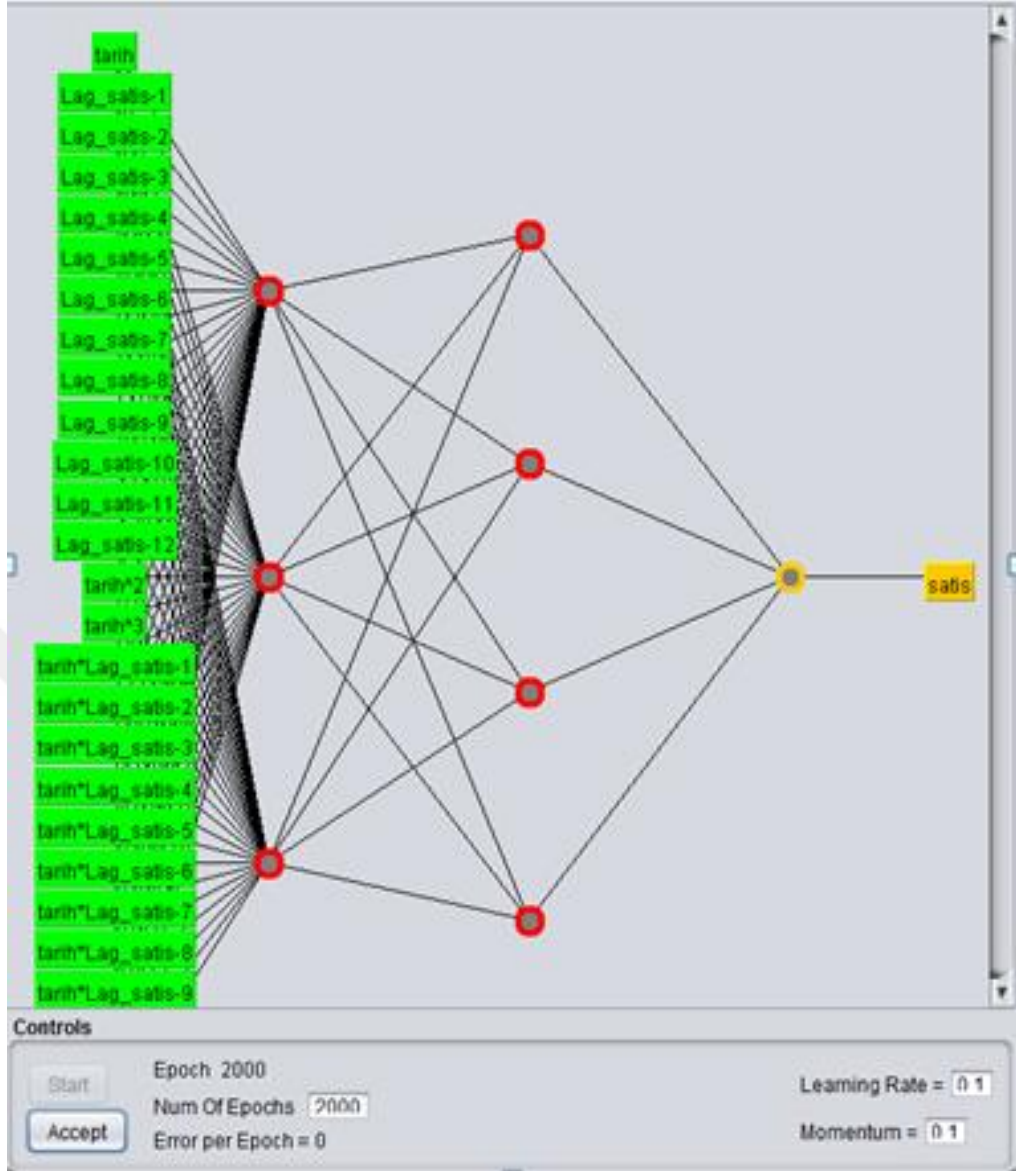 tarih
Lag_satis-1
Lag_satis-2
Lag_satis-3
Lag_satis-4
Lag_satis-5
Lag_satis-6
Lag_satis-7
Lag_satis-8
Lag_satis-9
Lag_satis-10
Lag_satis-11
Lag_satis-12
tarih^2
tarih^3
tarih*Lag_satis-1
tarih*Lag_satis-2
tarih*Lag_satis-3
tarih*Lag_satis-4
tarih*Lag_satis-5
tarih*Lag_satis-6
tarih*Lag_satis-7
tarih*Lag_satis-8
tarih*Lag_satis-9
satis
Controls
Start
Accept
Epoch 2000
Num Of Epochs 2000
Error per Epoch = 0
Learning Rate = 0.1
Momentum = 0.1